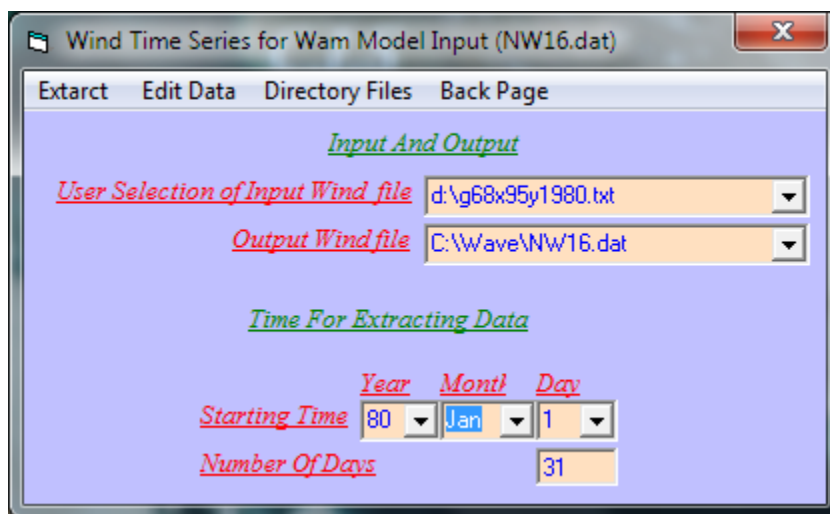 Wind Time Series for Wam Model Input (NW16.dat)
Extarct Edit Data Directory Files Back Page
Input And Output
User Selection of Input Wind file d:\g68x95y1980.txt
Output Wind file C:\Wave\NW16.dat
Time For Extracting Data
Year Month Day
Starting Time 80 Jan 1
Number Of Days 31